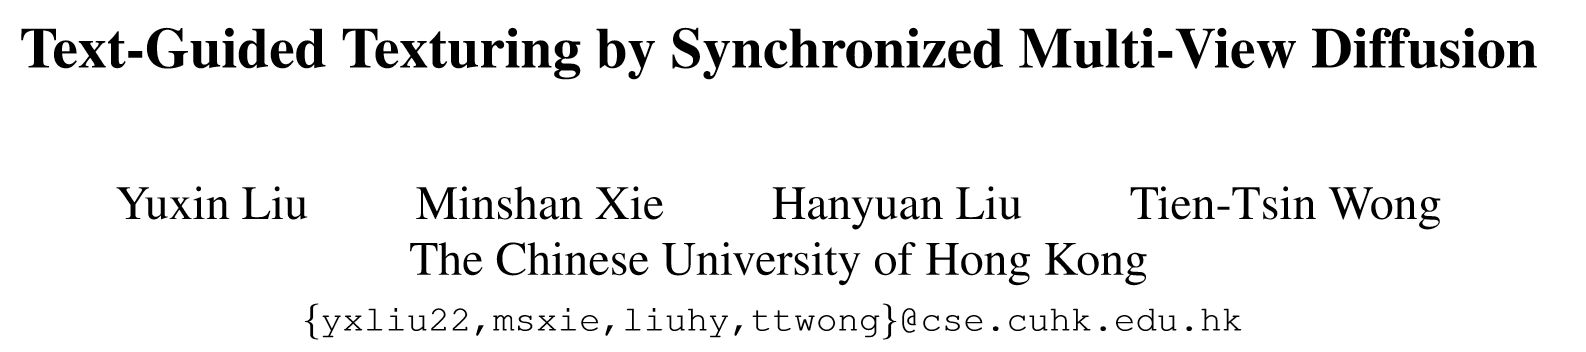 Text-Guided Texturing by Synchronized Multi-View Diffusion
Yuxin Liu Minshan Xie Hanyuan Liu Tien-Tsin Wong
The Chinese University of Hong Kong
{yxliu22,msxie,liuhy,ttwong}@cse.cuhk.edu.hk